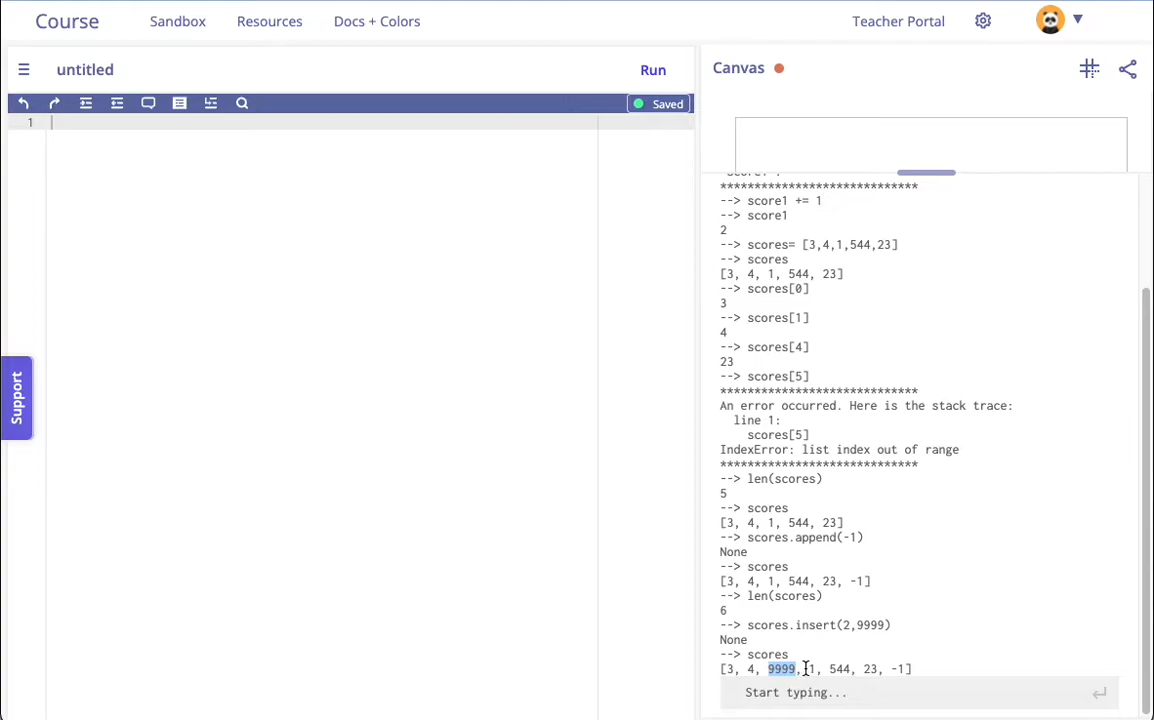 Course Sandbox Resources Docs + Colors Teacher Portal
untitled Run
Canvas
Saved
1
Support
*****************************
--> score1 += 1
--> score1
2
--> scores= [3,4,1,544,23]
--> scores
[3, 4, 1, 544, 23]
--> scores[0]
3
--> scores[1]
4
--> scores[4]
23
--> scores[5]
*****************************
An error occurred. Here is the stack trace:
line 1:
scores[5]
IndexError: list index out of range
*****************************
--> len(scores)
5
--> scores
[3, 4, 1, 544, 23]
--> scores.append(-1)
None
--> scores
[3, 4, 1, 544, 23, -1]
--> len(scores)
6
--> scores.insert(2,9999)
None
--> scores
[3, 4, 9999, 1, 544, 23, -1]
Start typing...